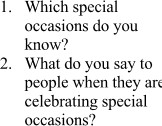 1. Which special
occasions do you
know?
2. What do you say to
people when they are
celebrating special
occasions?